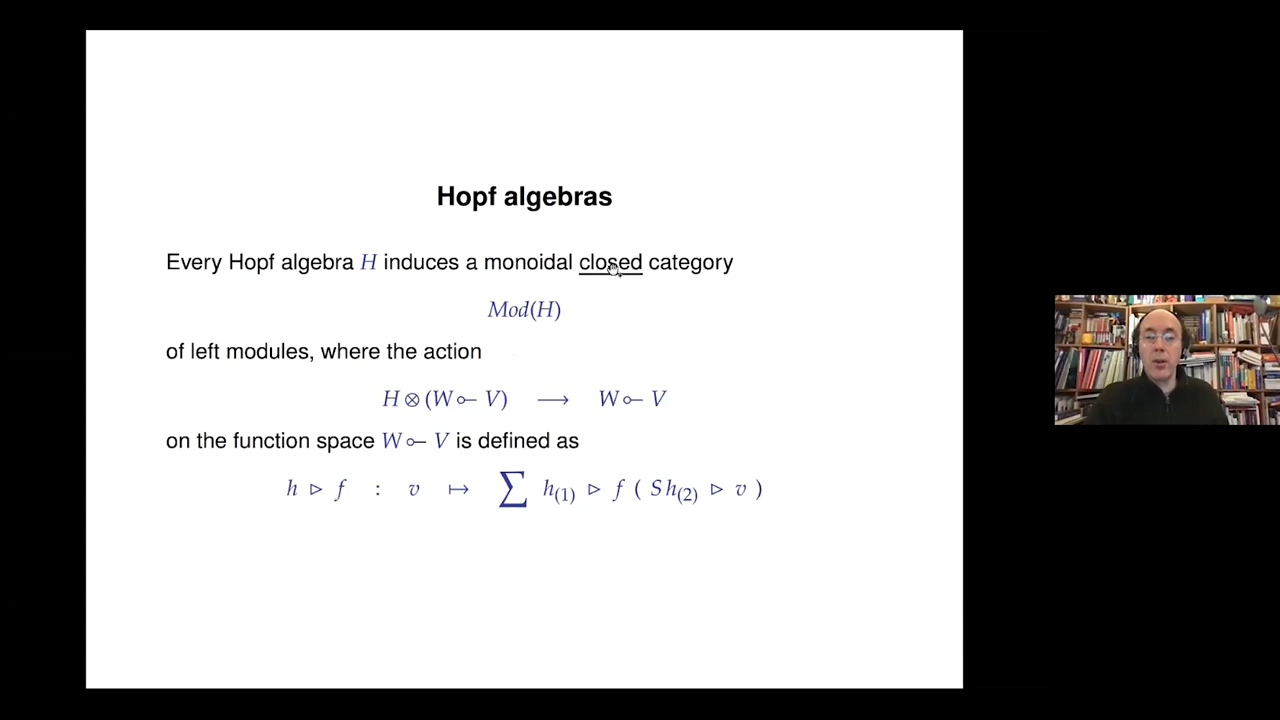 Hopf algebras
Every Hopf algebra H induces a monoidal closed category
Mod(H)
of left modules, where the action
H ⊗ (W ⟜ V) ⟶ W ⟜ V
on the function space W ⟜ V is defined as
h ▷ f : v ↦ ∑ h₍₁₎ ▷ f ( S h₍₂₎ ▷ v )